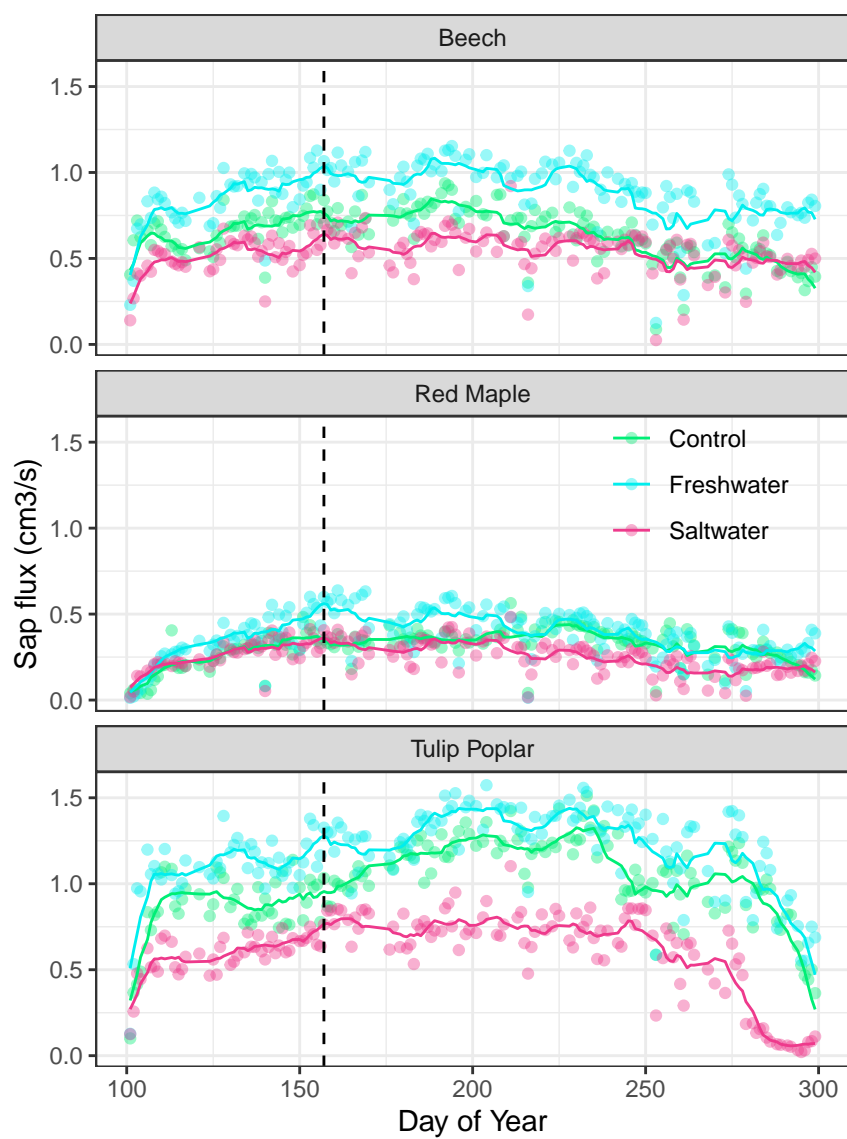 Beech
1.5
1.0
0.5
0.0
Red Maple
1.5
1.0
0.5
0.0
Control
Freshwater
Saltwater
Sap flux (cm3/s)
Tulip Poplar
1.5
1.0
0.5
0.0
100 150 200 250 300
Day of Year